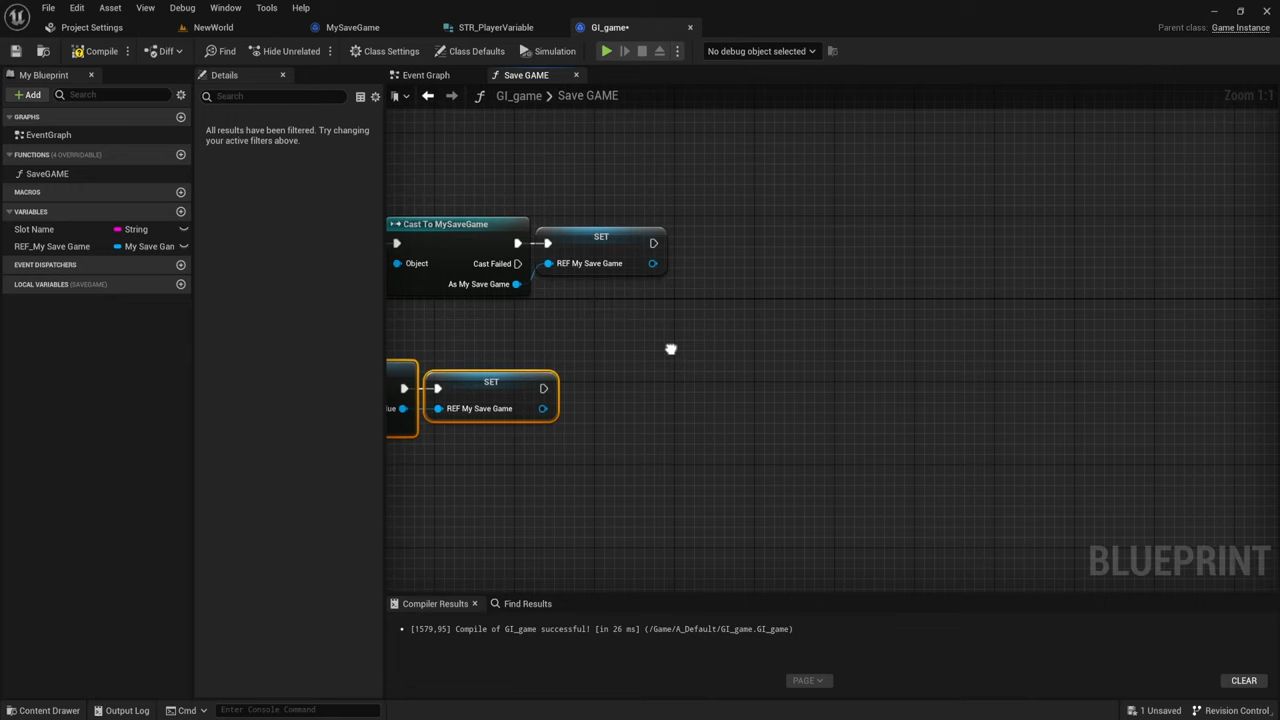 File Edit Asset View Debug Window Tools Help
Project Settings NewWorld MySaveGame STR_PlayerVariable GI_game•
Parent class: Game Instance
Compile Diff Find Hide Unrelated Class Settings Class Defaults Simulation No debug object selected
My Blueprint Details Event Graph Save GAME
Add Search Search GI_game > Save GAME Zoom 1:1
GRAPHS
EventGraph
FUNCTIONS (4 OVERRIDABLE)
SaveGAME
MACROS
VARIABLES
Slot Name String
REF_My Save Game My Save Gan
EVENT DISPATCHERS
LOCAL VARIABLES (SAVEGAME)
All results have been filtered. Try changing
your active filters above.
Cast To MySaveGame
Object Cast Failed
As My Save Game
SET
REF My Save Game
lue
SET
REF My Save Game
BLUEPRINT
Compiler Results Find Results
• [1579,95] Compile of GI_game successful! [in 26 ms] (/Game/A_Default/GI_game.GI_game)
PAGE CLEAR
Content Drawer Output Log Cmd Enter Console Command 1 Unsaved Revision Control